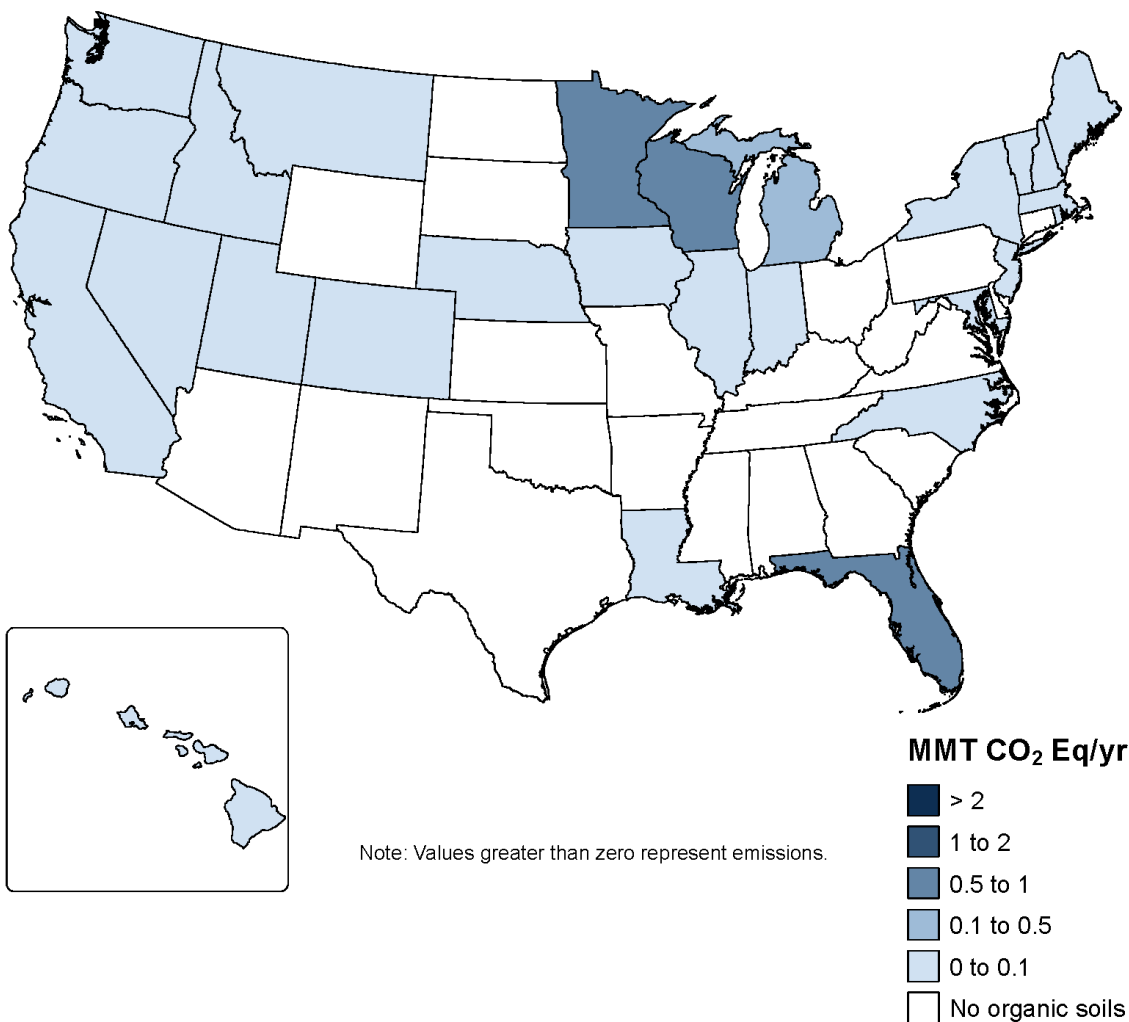 Note: Values greater than zero represent emissions.
MMT CO₂ Eq/yr
> 2
1 to 2
0.5 to 1
0.1 to 0.5
0 to 0.1
No organic soils